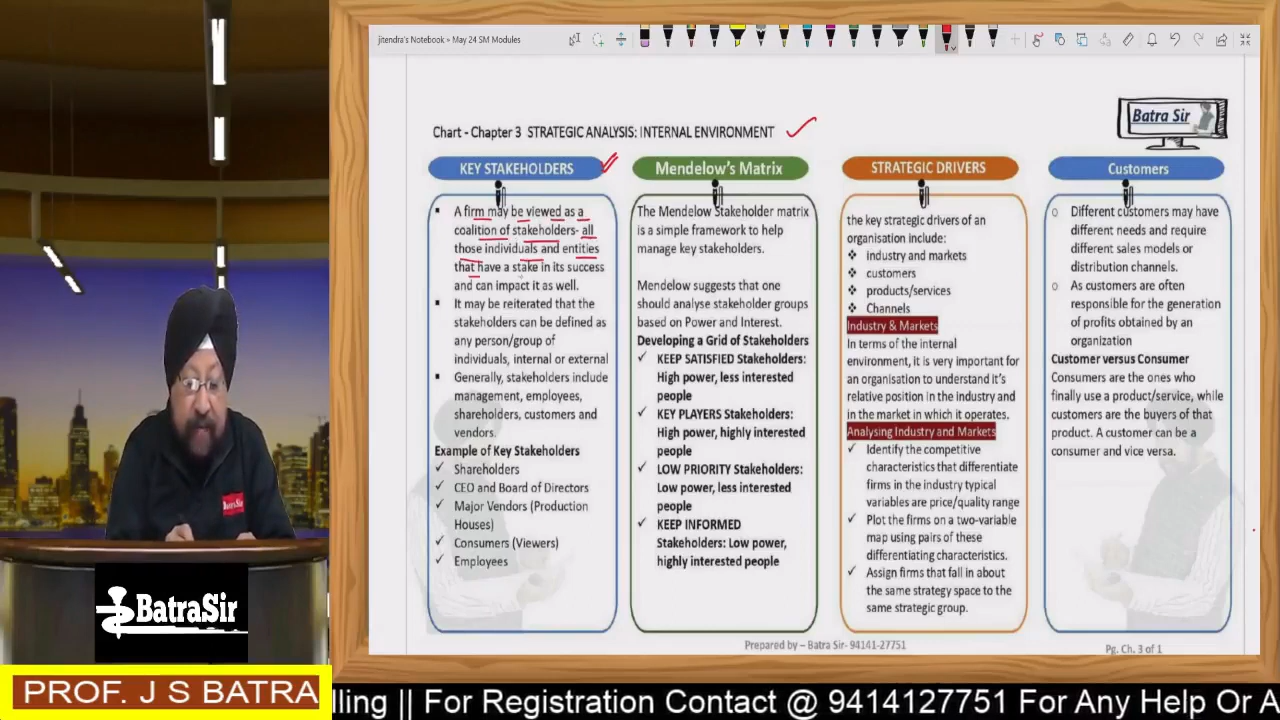 jitendra's Notebook » May 24 SM Modules
Chart - Chapter 3 STRATEGIC ANALYSIS: INTERNAL ENVIRONMENT
Batra Sir
KEY STAKEHOLDERS
▪ A firm may be viewed as a
coalition of stakeholders- all
those individuals and entities
that have a stake in its success
and can impact it as well.
▪ It may be reiterated that the
stakeholders can be defined as
any person/group of
individuals, internal or external
▪ Generally, stakeholders include
management, employees,
shareholders, customers and
vendors.
Example of Key Stakeholders
✓ Shareholders
✓ CEO and Board of Directors
✓ Major Vendors (Production
Houses)
✓ Consumers (Viewers)
✓ Employees
Mendelow's Matrix
The Mendelow Stakeholder matrix
is a simple framework to help
manage key stakeholders.
Mendelow suggests that one
should analyse stakeholder groups
based on Power and Interest.
Developing a Grid of Stakeholders
✓ KEEP SATISFIED Stakeholders:
High power, less interested
people
✓ KEY PLAYERS Stakeholders:
High power, highly interested
people
✓ LOW PRIORITY Stakeholders:
Low power, less interested
people
✓ KEEP INFORMED
Stakeholders: Low power,
highly interested people
STRATEGIC DRIVERS
the key strategic drivers of an
organisation include:
❖ industry and markets
❖ customers
❖ products/services
❖ Channels
Industry & Markets
In terms of the internal
environment, it is very important for
an organisation to understand it's
relative position in the industry and
in the market in which it operates.
Analysing Industry and Markets
✓ Identify the competitive
characteristics that differentiate
firms in the industry typical
variables are price/quality range
✓ Plot the firms on a two-variable
map using pairs of these
differentiating characteristics.
✓ Assign firms that fall in about
the same strategy space to the
same strategic group.
Customers
o Different customers may have
different needs and require
different sales models or
distribution channels.
o As customers are often
responsible for the generation
of profits obtained by an
organization
Customer versus Consumer
Consumers are the ones who
finally use a product/service, while
customers are the buyers of that
product. A customer can be a
consumer and vice versa.
Prepared by – Batra Sir- 94141-27751
Pg. Ch. 3 of 1
BatraSir
BatraSir
PROF. J S BATRA
lling || For Registration Contact @ 9414127751 For Any Help Or A